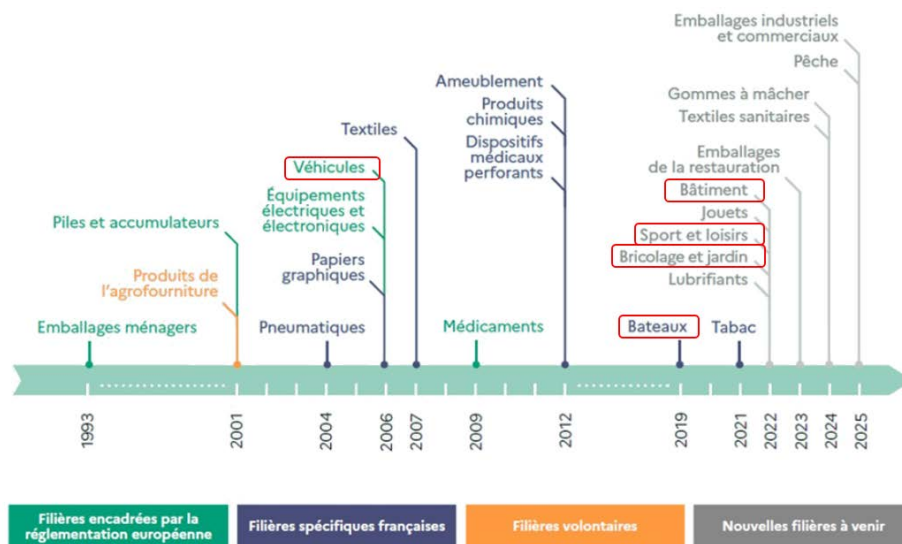 Emballages industriels
et commerciaux
Pêche
Ameublement
Gommes à mâcher
Produits
chimiques
Textiles sanitaires
Textiles
Dispositifs
médicaux
perforants
Emballages
de la restauration
Véhicules
Bâtiment
Équipements
électriques et
électroniques
Jouets
Piles et accumulateurs
Sport et loisirs
Papiers
graphiques
Bricolage et jardin
Produits de
l'agrofourniture
Lubrifiants
Emballages ménagers
Pneumatiques
Médicaments
Bateaux
Tabac
1993
2001
2004
2006
2007
2009
2012
2019
2021
2022
2023
2024
2025
Filières encadrées par la
réglementation européenne
Filières spécifiques françaises
Filières volontaires
Nouvelles filières à venir